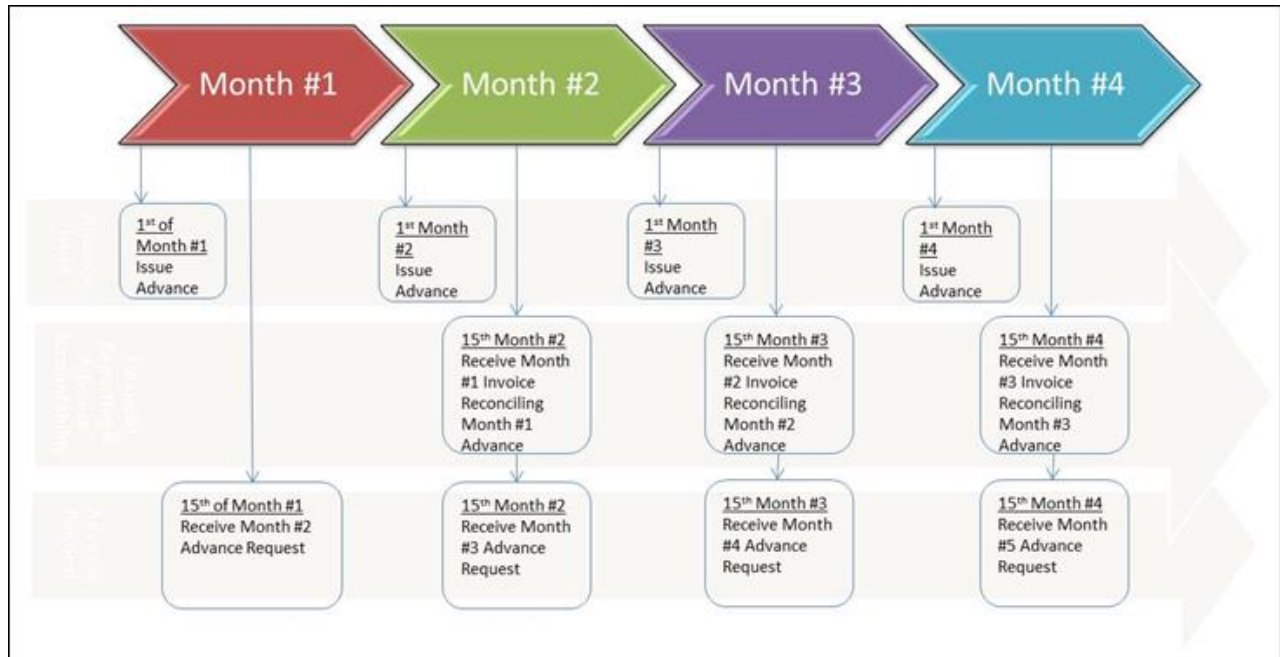 Month #1
Month #2
Month #3
Month #4
1st of
Month #1
Issue
Advance
1st Month
#2
Issue
Advance
1st Month
#3
Issue
Advance
1st Month
#4
Issue
Advance
15th Month #2
Receive Month
#1 Invoice
Reconciling
Month #1
Advance
15th Month #3
Receive Month
#2 Invoice
Reconciling
Month #2
Advance
15th Month #4
Receive Month
#3 Invoice
Reconciling
Month #3
Advance
15th of Month #1
Receive Month #2
Advance Request
15th Month #2
Receive Month
#3 Advance
Request
15th Month #3
Receive Month
#4 Advance
Request
15th Month #4
Receive Month
#5 Advance
Request